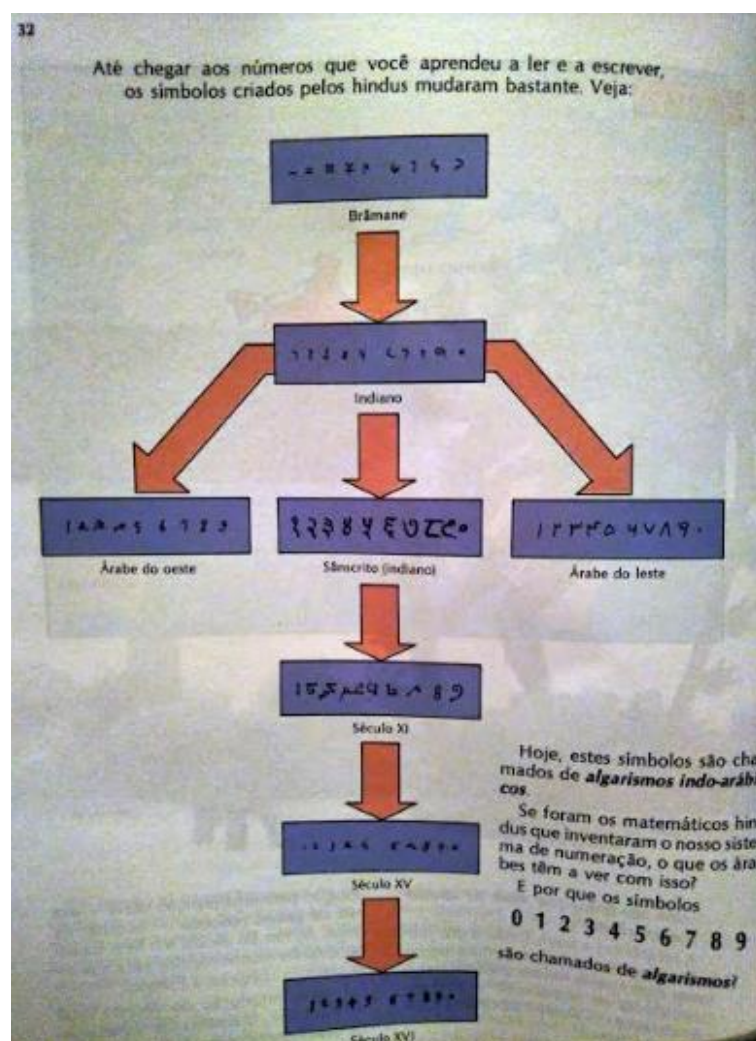 32
Até chegar aos números que você aprendeu a ler e a escrever,
os símbolos criados pelos hindus mudaram bastante. Veja:
Brâmane
Indiano
Árabe do oeste
Sânscrito (indiano)
१२३४५ ६७८९०
Árabe do leste
Século XI
Século XV
Século XVI
Hoje, estes símbolos são cha
mados de algarismos indo-arábi
cos.
Se foram os matemáticos hin
dus que inventaram o nosso siste
ma de numeração, o que os ára
bes têm a ver com isso?
E por que os símbolos
0 1 2 3 4 5 6 7 8 9
são chamados de algarismos?